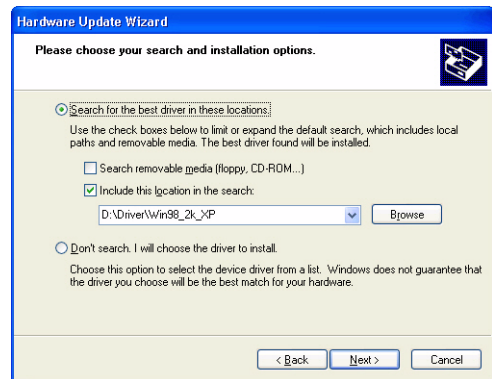 Hardware Update Wizard
Please choose your search and installation options.
Search for the best driver in these locations.
Use the check boxes below to limit or expand the default search, which includes local
paths and removable media. The best driver found will be installed.
Search removable media (floppy, CD-ROM...)
Include this location in the search:
D:\Driver\Win98_2k_XP
Browse
Don't search. I will choose the driver to install.
Choose this option to select the device driver from a list. Windows does not guarantee that
the driver you choose will be the best match for your hardware.
< Back
Next >
Cancel